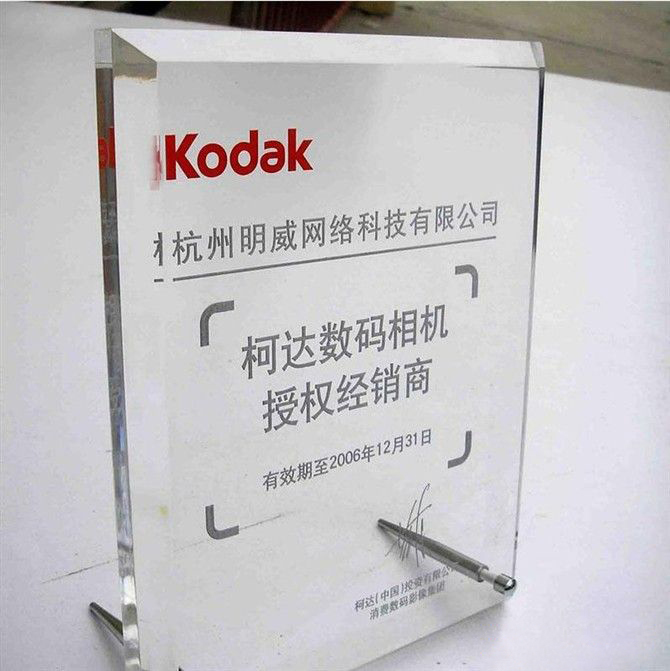 Kodak
杭州明威网络科技有限公司
柯达数码相机
授权经销商
有效期至2006年12月31日
柯达(中国)投资有限公
消费数码影像集团